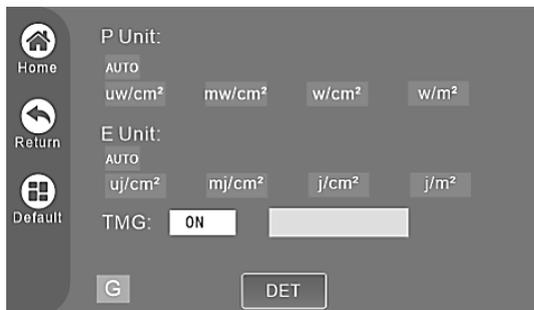 Home
Return
Default
P Unit:
AUTO
uw/cm² mw/cm² w/cm² w/m²
E Unit:
AUTO
uj/cm² mj/cm² j/cm² j/m²
TMG: ON
G
DET